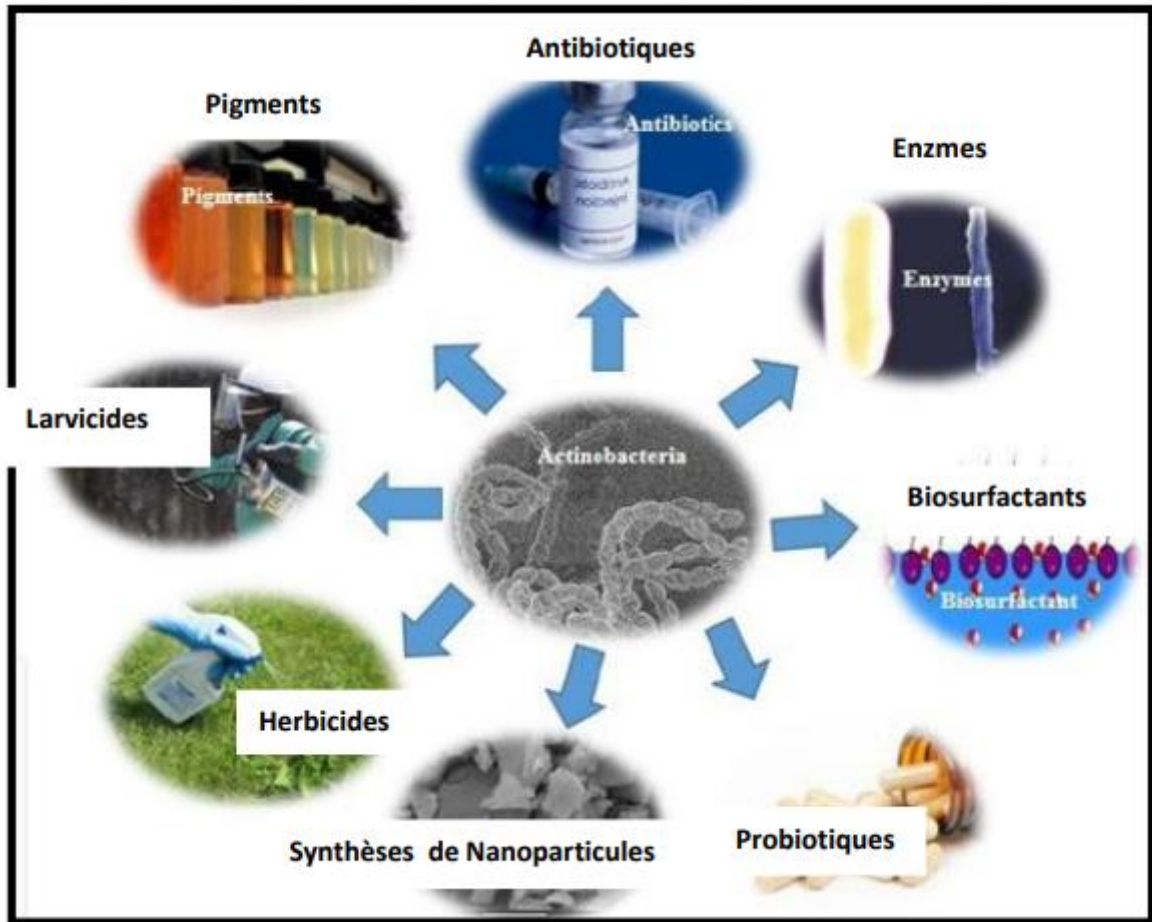 Antibiotiques
Pigments
Antibiotics
Enzmes
Pigments
Enzymes
Larvicides
Actinobacteria
Biosurfactants
Biosurfactant
Herbicides
Synthèses de Nanoparticules
Probiotiques